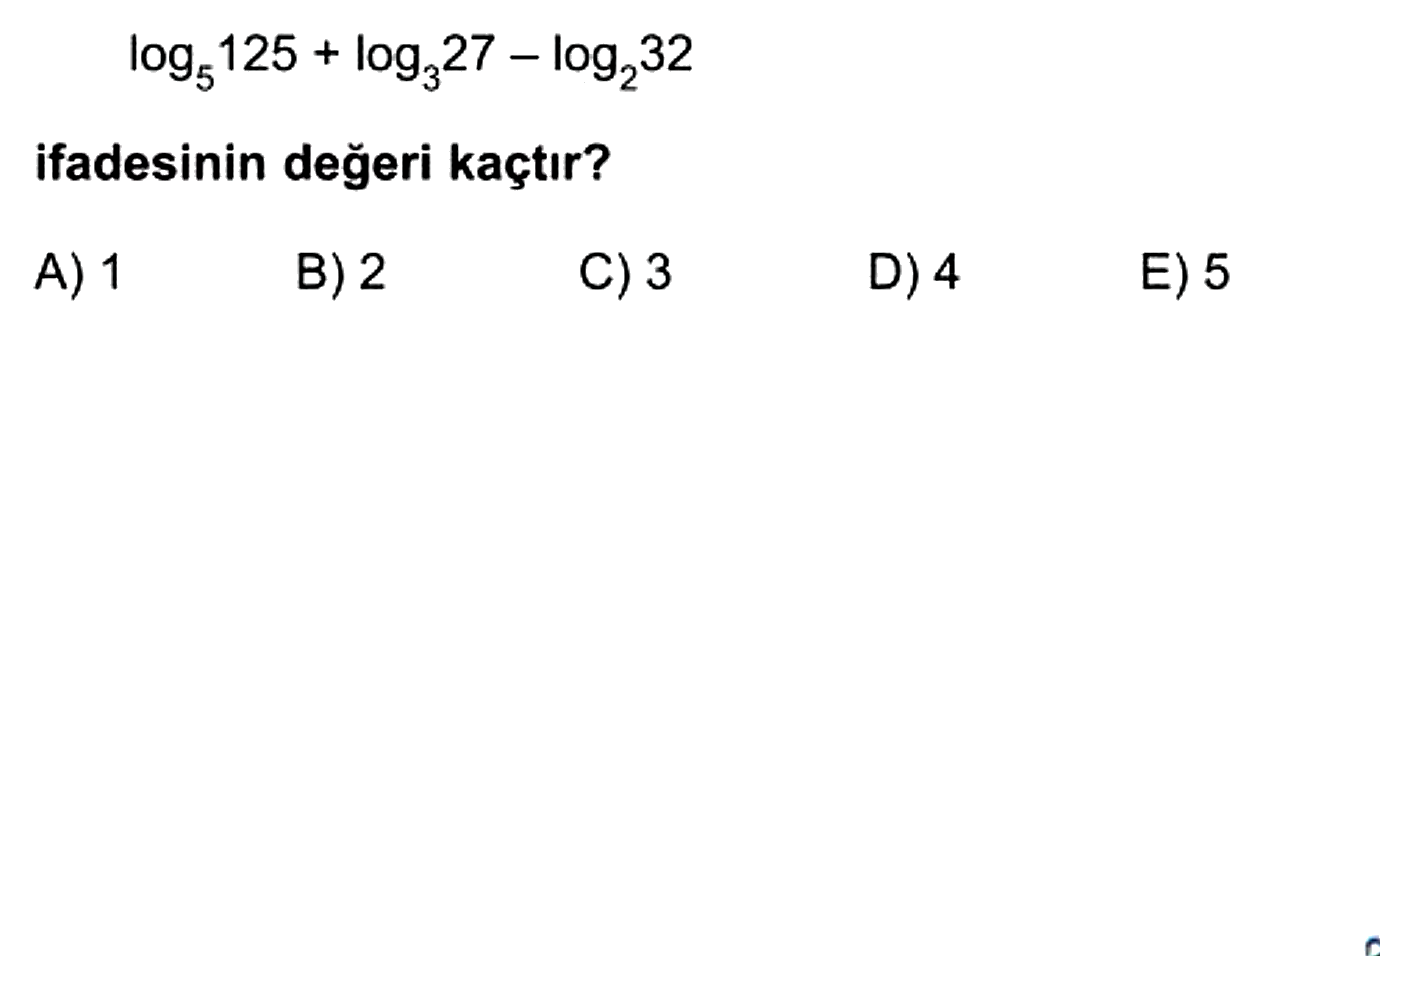 log₅125 + log₃27 – log₂32
ifadesinin değeri kaçtır?
A) 1 B) 2 C) 3 D) 4 E) 5